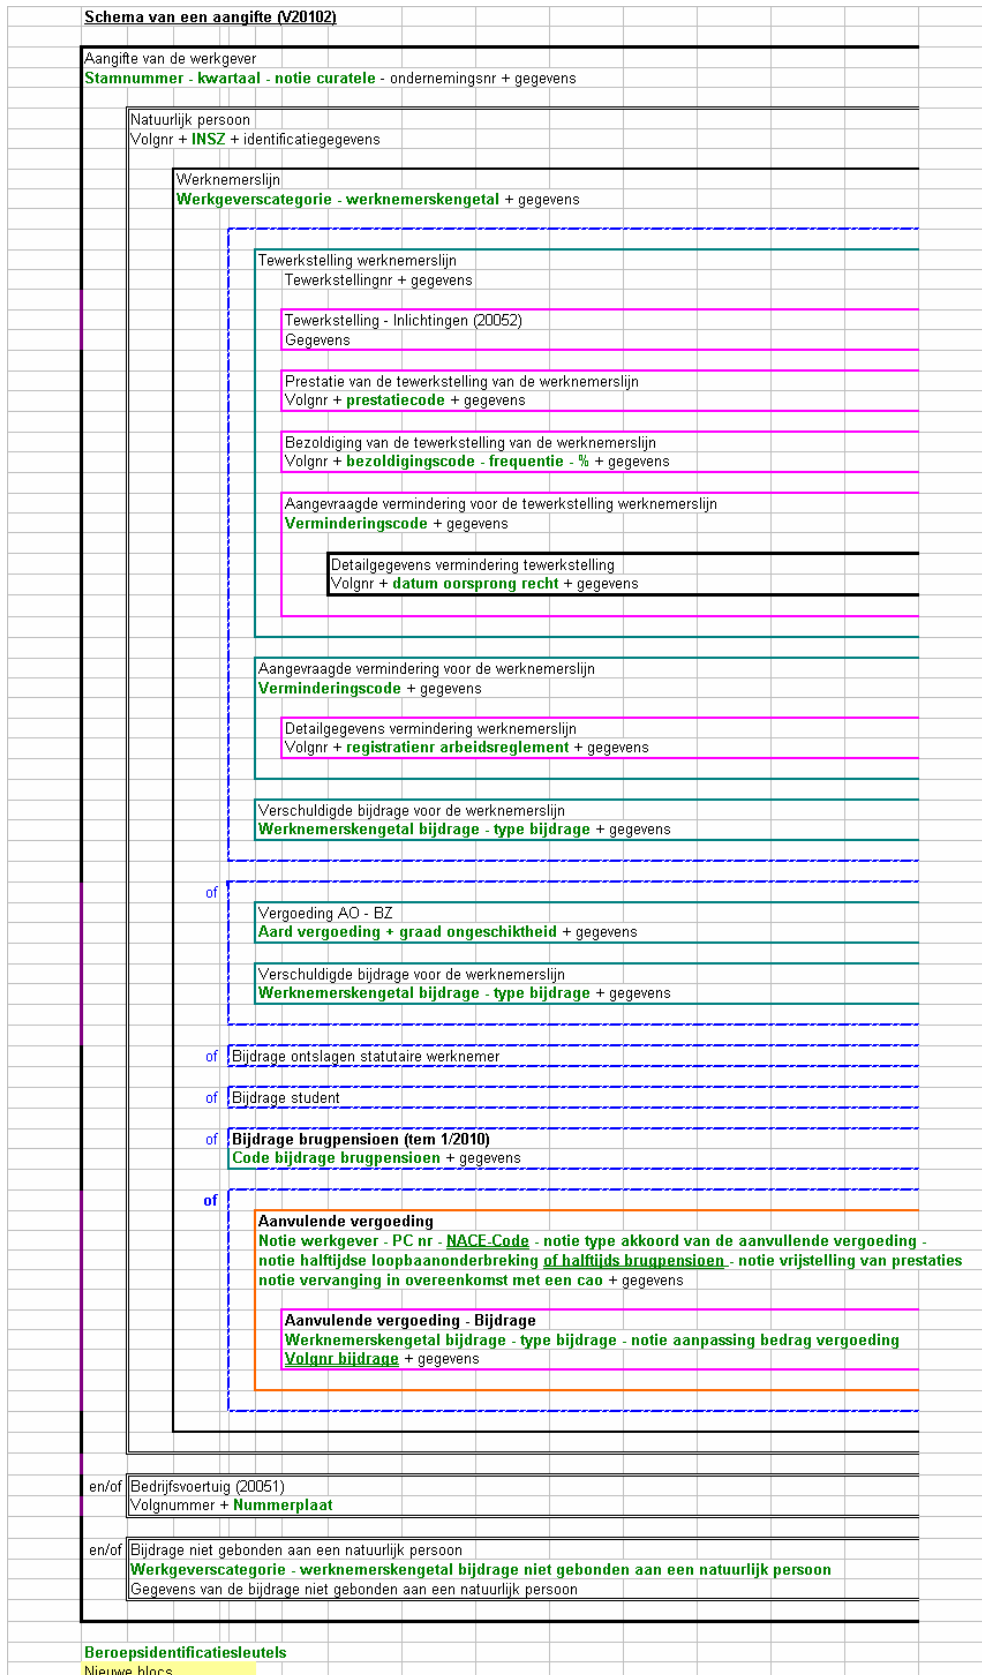 Schema van een aangifte (V20102)
Aangifte van de werkgever
Stamnummer - kwartaal - notie curatele - ondernemingsnr + gegevens
Natuurlijk persoon
Volgnr + INSZ + identificatiegegevens
Werknemerslijn
Werkgeverscategorie - werknemerskengetal + gegevens
Tewerkstelling werknemerslijn
Tewerkstellingnr + gegevens
Tewerkstelling - Inlichtingen (20052)
Gegevens
Prestatie van de tewerkstelling van de werknemerslijn
Volgnr + prestatiecode + gegevens
Bezoldiging van de tewerkstelling van de werknemerslijn
Volgnr + bezoldigingscode - frequentie - % + gegevens
Aangevraagde vermindering voor de tewerkstelling werknemerslijn
Verminderingscode + gegevens
Detailgegevens vermindering tewerkstelling
Volgnr + datum oorsprong recht + gegevens
Aangevraagde vermindering voor de werknemerslijn
Verminderingscode + gegevens
Detailgegevens vermindering werknemerslijn
Volgnr + registratienr arbeidsreglement + gegevens
Verschuldigde bijdrage voor de werknemerslijn
Werknemerskengetal bijdrage - type bijdrage + gegevens
of
Vergoeding AO - BZ
Aard vergoeding + graad ongeschiktheid + gegevens
Verschuldigde bijdrage voor de werknemerslijn
Werknemerskengetal bijdrage - type bijdrage + gegevens
of Bijdrage ontslagen statutaire werknemer
of Bijdrage student
of Bijdrage brugpensioen (tem 1/2010)
Code bijdrage brugpensioen + gegevens
of
Aanvulende vergoeding
Notie werkgever - PC nr - NACE-Code - notie type akkoord van de aanvullende vergoeding -
notie halftijdse loopbaanonderbreking of halftijds brugpensioen - notie vrijstelling van prestaties
notie vervanging in overeenkomst met een cao + gegevens
Aanvulende vergoeding - Bijdrage
Werknemerskengetal bijdrage - type bijdrage - notie aanpassing bedrag vergoeding
Volgnr bijdrage + gegevens
en/of Bedrijfsvoertuig (20051)
Volgnummer + Nummerplaat
en/of Bijdrage niet gebonden aan een natuurlijk persoon
Werkgeverscategorie - werknemerskengetal bijdrage niet gebonden aan een natuurlijk persoon
Gegevens van de bijdrage niet gebonden aan een natuurlijk persoon
Beroepsidentificatiesleutels
Nieuwe blocs